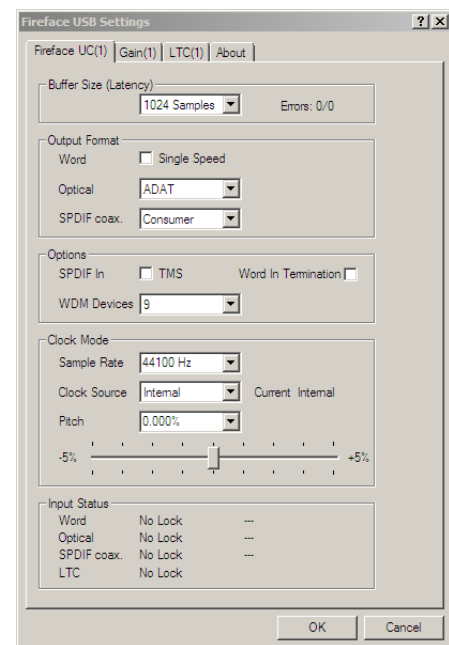 Fireface USB Settings
Fireface UC(1) Gain(1) LTC(1) About
Buffer Size (Latency)
1024 Samples Errors: 0/0
Output Format
Word Single Speed
Optical ADAT
SPDIF coax. Consumer
Options
SPDIF In TMS Word In Termination
WDM Devices 9
Clock Mode
Sample Rate 44100 Hz
Clock Source Internal Current Internal
Pitch 0.000%
-5% +5%
Input Status
Word No Lock ---
Optical No Lock ---
SPDIF coax. No Lock ---
LTC No Lock
OK Cancel